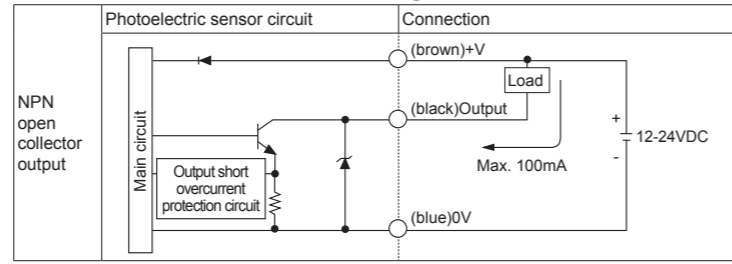 Photoelectric sensor circuit
Connection
NPN
open
collector
output
Main circuit
Output short
overcurrent
protection circuit
(brown)+V
(black)Output
(blue)0V
Load
Max. 100mA
+
12-24VDC
-